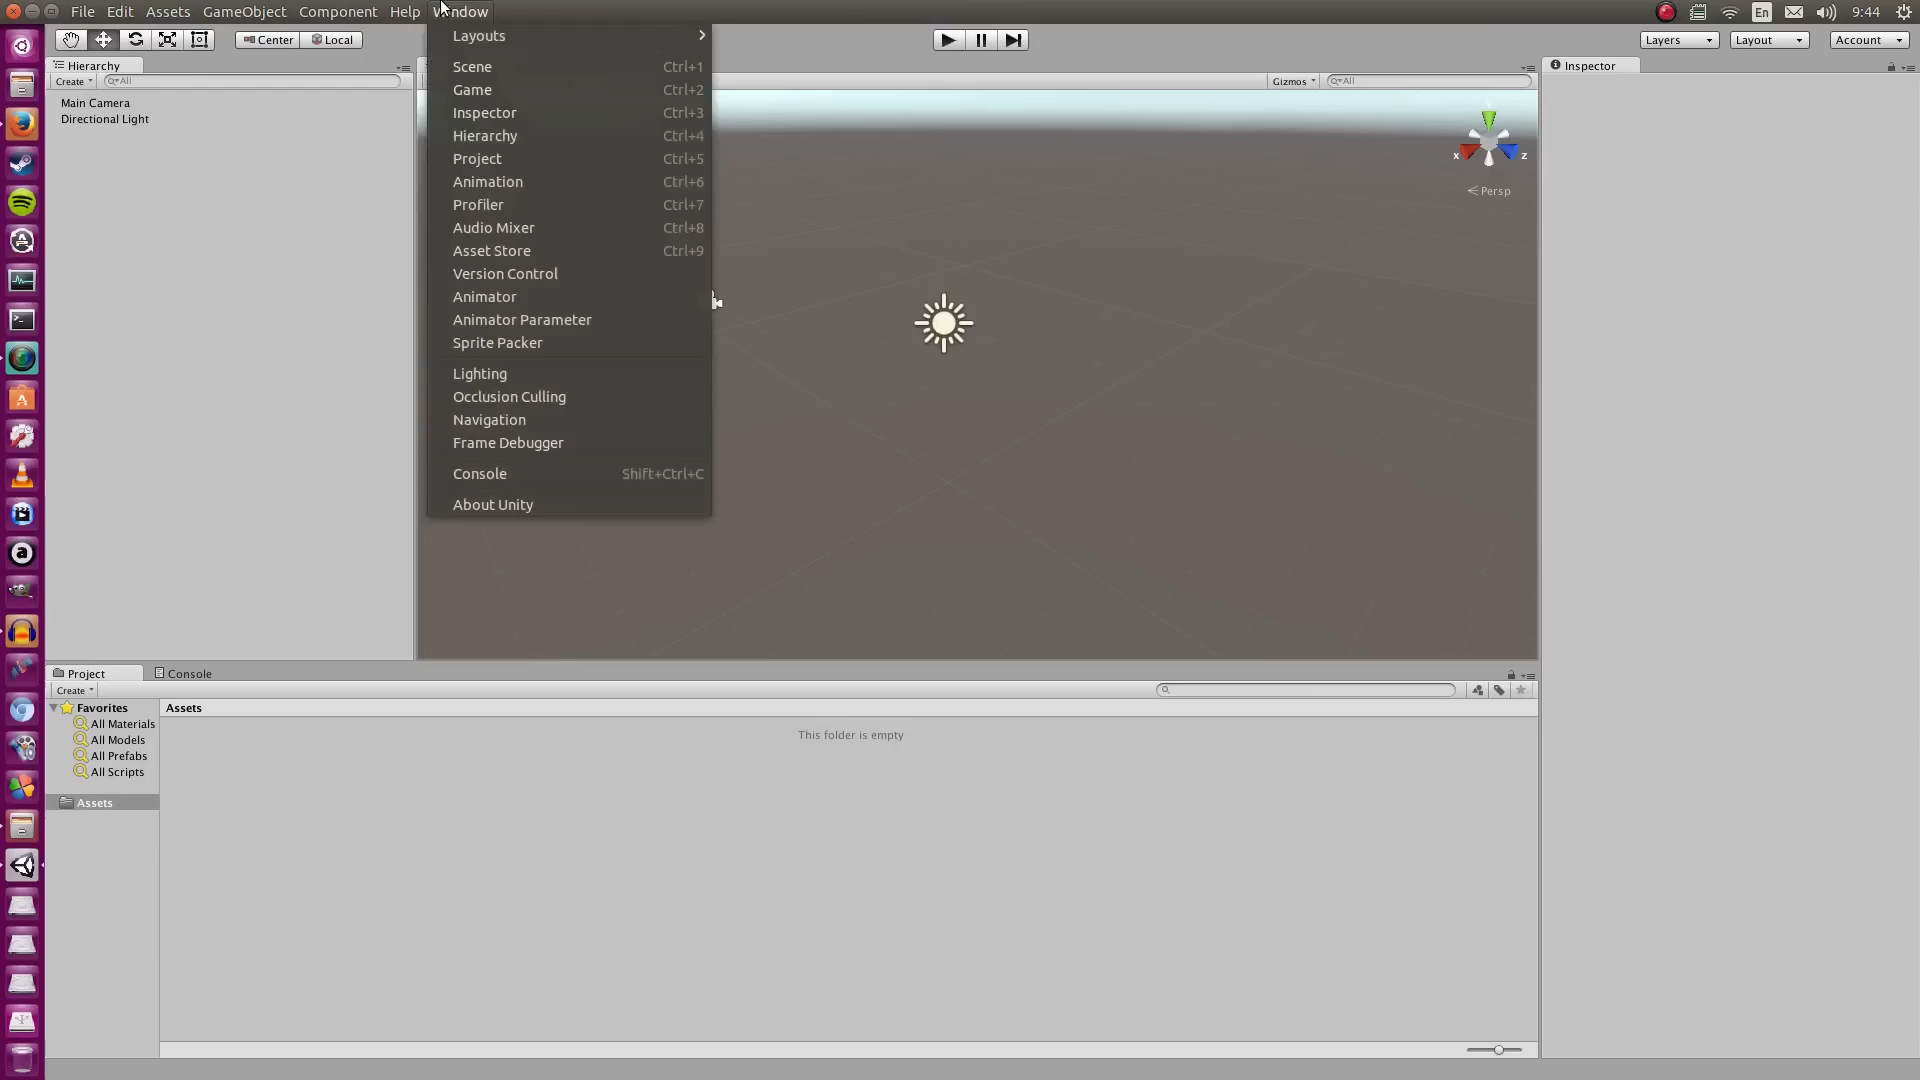 File Edit Assets GameObject Component Help Window
En 9:44
Center Local
Layers Layout Account
Layouts
Scene Ctrl+1
Game Ctrl+2
Inspector Ctrl+3
Hierarchy Ctrl+4
Project Ctrl+5
Animation Ctrl+6
Profiler Ctrl+7
Audio Mixer Ctrl+8
Asset Store Ctrl+9
Version Control
Animator
Animator Parameter
Sprite Packer
Lighting
Occlusion Culling
Navigation
Frame Debugger
Console Shift+Ctrl+C
About Unity
Hierarchy
Create All
Main Camera
Directional Light
Gizmos All
x z
Persp
Inspector
Project Console
Create
Favorites
All Materials
All Models
All Prefabs
All Scripts
Assets
Assets
This folder is empty